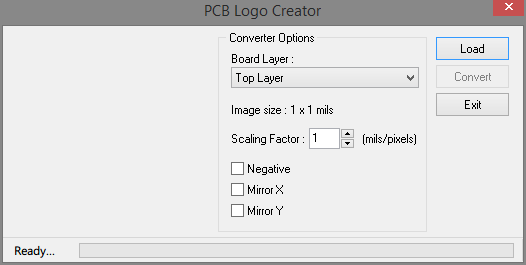 PCB Logo Creator
Converter Options
Board Layer :
Top Layer
Image size : 1 x 1 mils
Scaling Factor : 1 (mils/pixels)
Negative
Mirror X
Mirror Y
Load
Convert
Exit
Ready...